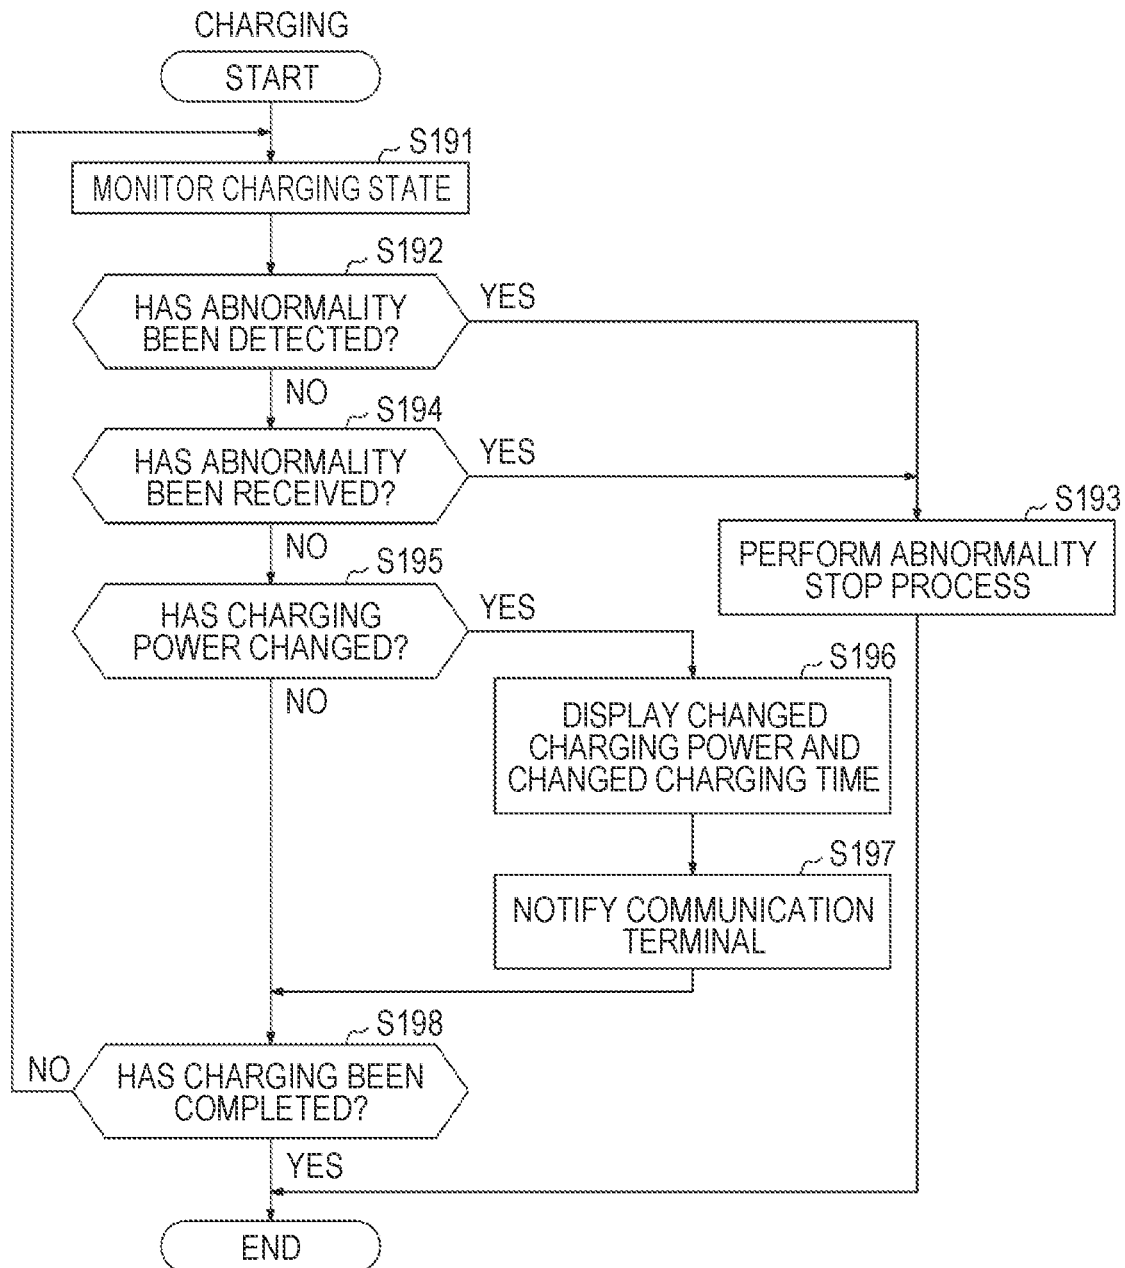 CHARGING
START
S191
MONITOR CHARGING STATE
S192
HAS ABNORMALITY
BEEN DETECTED?
YES
NO
S194
HAS ABNORMALITY
BEEN RECEIVED?
YES
NO
S193
PERFORM ABNORMALITY
STOP PROCESS
S195
HAS CHARGING
POWER CHANGED?
YES
NO
S196
DISPLAY CHANGED
CHARGING POWER AND
CHANGED CHARGING TIME
S197
NOTIFY COMMUNICATION
TERMINAL
S198
HAS CHARGING BEEN
COMPLETED?
NO
YES
END